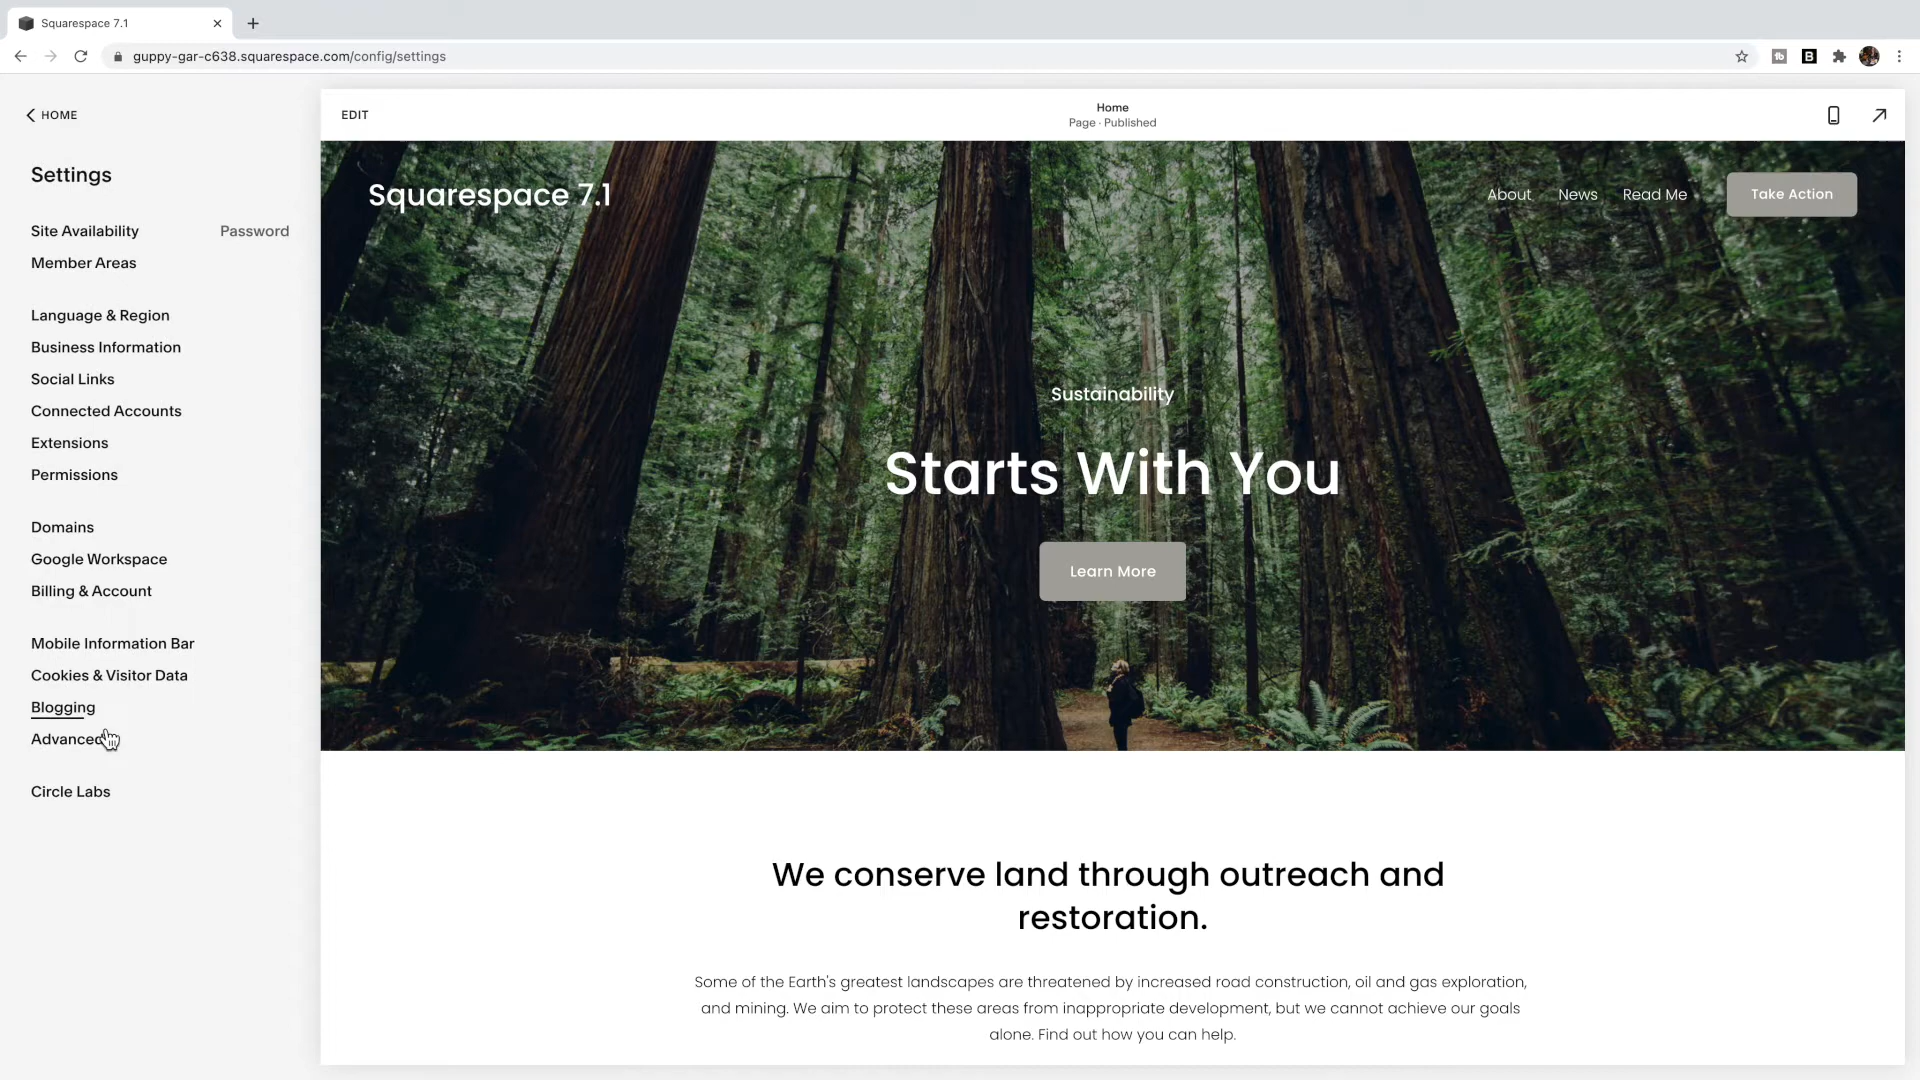 Squarespace 7.1
guppy-gar-c638.squarespace.com/config/settings
HOME
Settings
Site Availability Password
Member Areas
Language & Region
Business Information
Social Links
Connected Accounts
Extensions
Permissions
Domains
Google Workspace
Billing & Account
Mobile Information Bar
Cookies & Visitor Data
Blogging
Advanced
Circle Labs
EDIT
Home
Page · Published
Squarespace 7.1
About News Read Me Take Action
Sustainability
Starts With You
Learn More
We conserve land through outreach and
restoration.
Some of the Earth's greatest landscapes are threatened by increased road construction, oil and gas exploration,
and mining. We aim to protect these areas from inappropriate development, but we cannot achieve our goals
alone. Find out how you can help.